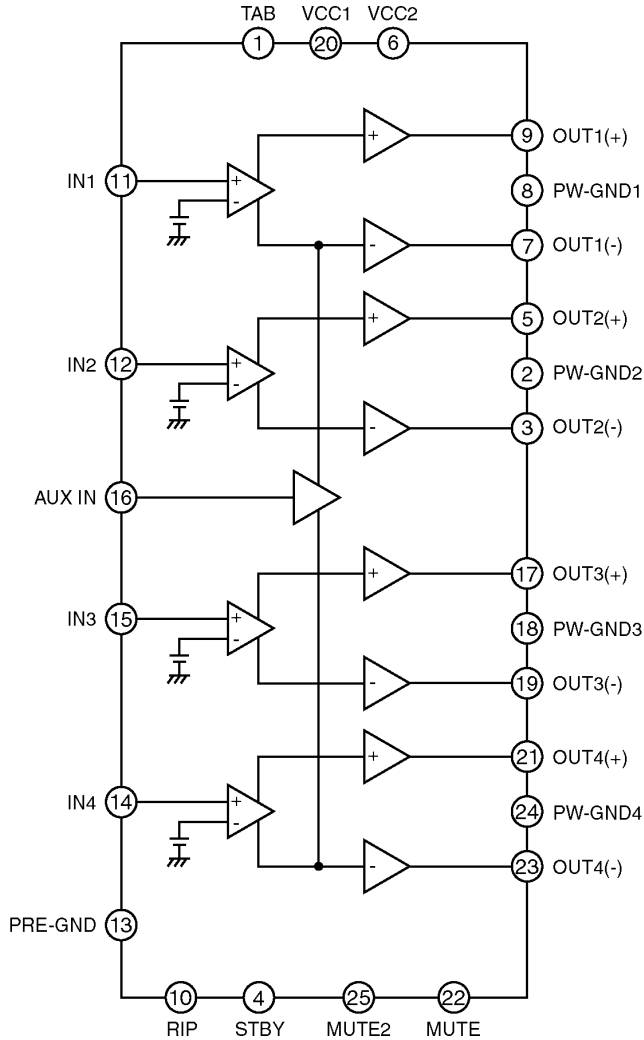 TAB VCC1 VCC2
1 20 6
+ 9 OUT1(+)
IN1 11 + 8 PW-GND1
-
- 7 OUT1(-)
+ 5 OUT2(+)
IN2 12 + 2 PW-GND2
-
- 3 OUT2(-)
AUX IN 16
+ 17 OUT3(+)
IN3 15 + 18 PW-GND3
-
- 19 OUT3(-)
+ 21 OUT4(+)
IN4 14 + 24 PW-GND4
-
- 23 OUT4(-)
PRE-GND 13
10 4 25 22
RIP STBY MUTE2 MUTE